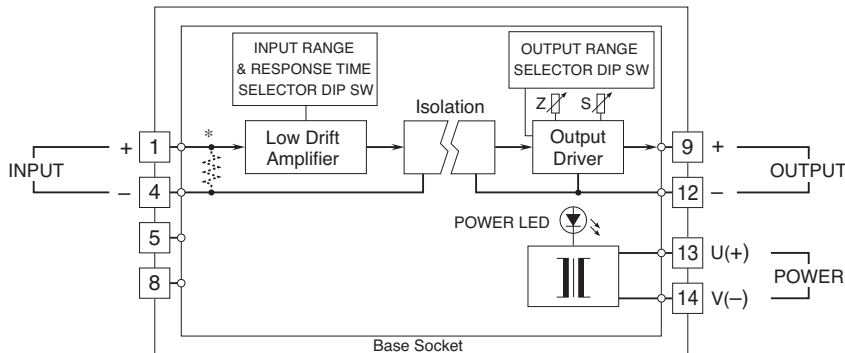 INPUT RANGE
& RESPONSE TIME
SELECTOR DIP SW
OUTPUT RANGE
SELECTOR DIP SW
Isolation
Z
S
*
INPUT
+
1
Low Drift
Amplifier
Output
Driver
9
+
OUTPUT
–
4
12
–
5
POWER LED
8
13
U(+)
POWER
14
V(–)
Base Socket